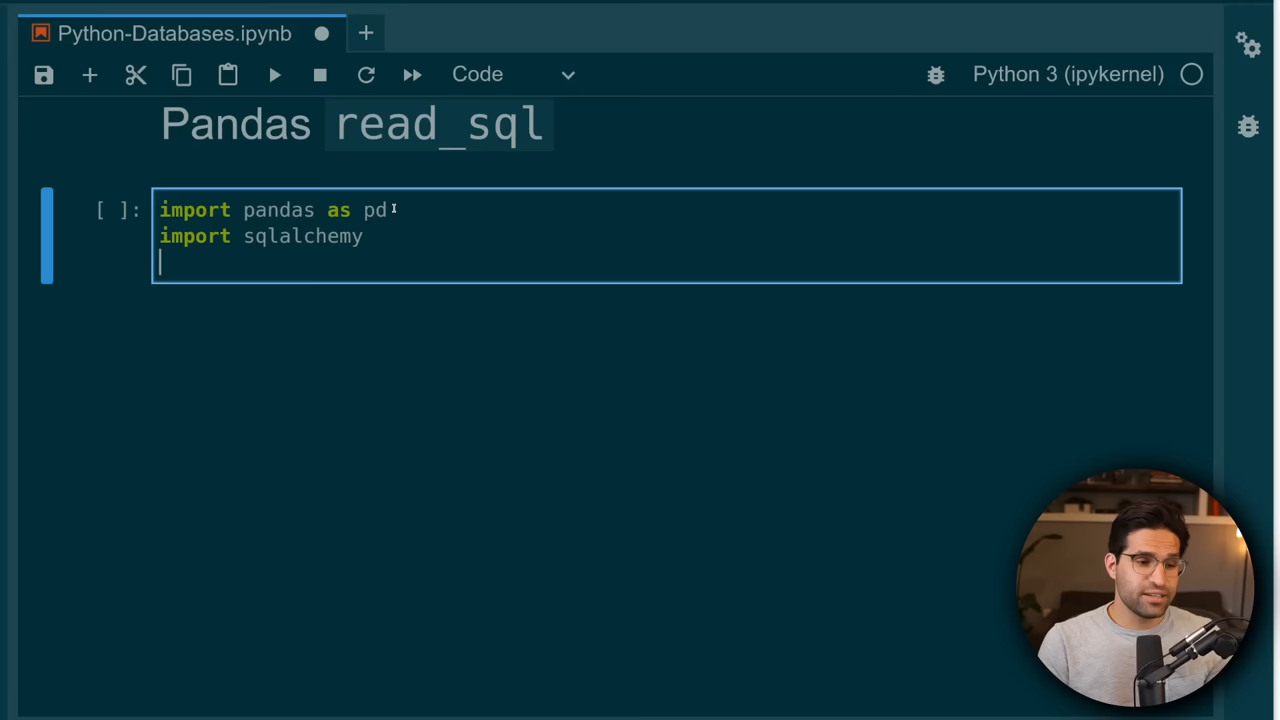 Python-Databases.ipynb
Code
Python 3 (ipykernel)
Pandas read_sql
[ ]: import pandas as pd
import sqlalchemy